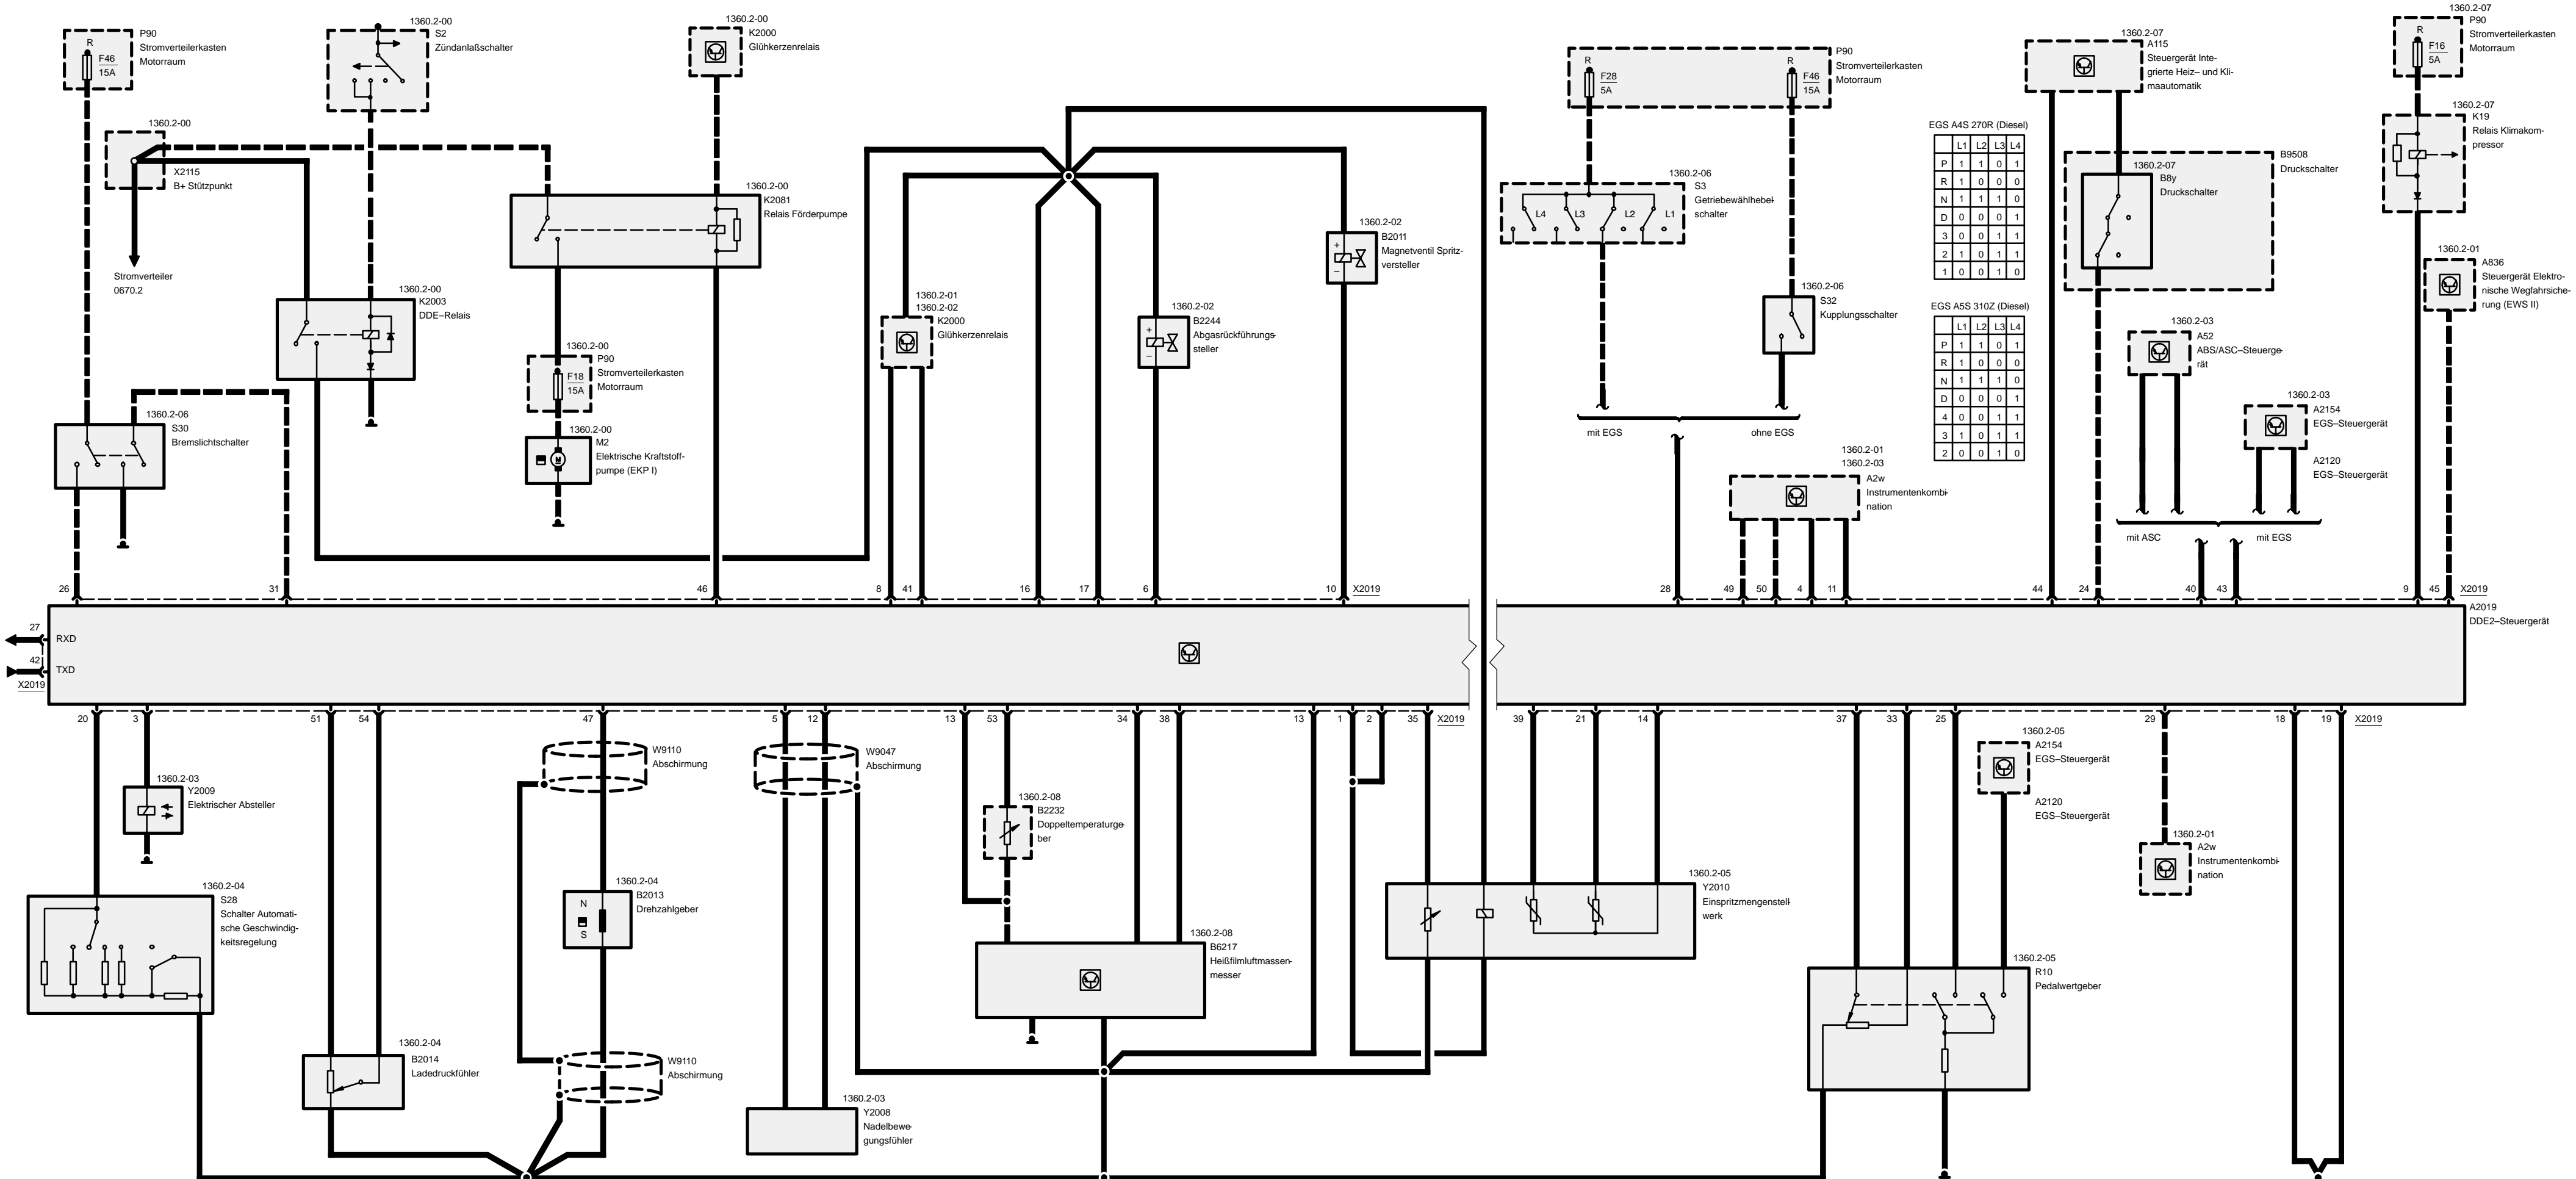 P90
Stromverteilerkasten
Motorraum
R
F46
15A
1360.2-00
S2
Zündanlaßschalter
1360.2-00
K2000
Glühkerzenrelais
1360.2-00
X2115
B+ Stützpunkt
Stromverteiler
0670.2
1360.2-00
K2003
DDE–Relais
1360.2-00
K2081
Relais Förderpumpe
1360.2-00
P90
Stromverteilerkasten
Motorraum
F18
15A
1360.2-00
M2
Elektrische Kraftstoff-
pumpe (EKP I)
M
1360.2-06
S30
Bremslichtschalter
1360.2-01
1360.2-02
K2000
Glühkerzenrelais
1360.2-02
B2244
Abgasrückführungs-
steller
+
–
1360.2-02
B2011
Magnetventil Spritz-
versteller
+
–
P90
Stromverteilerkasten
Motorraum
R
F28
5A
R
F46
15A
1360.2-06
S3
Getriebewählhebel-
schalter
L4 L3 L2 L1
1360.2-06
S32
Kupplungsschalter
mit EGS
ohne EGS
1360.2-01
1360.2-03
A2w
Instrumentenkombi-
nation
EGS A4S 270R (Diesel)
L1 L2 L3 L4
P 1 1 0 1
R 1 0 0 0
N 1 1 1 0
D 0 0 0 1
3 0 0 1 1
2 1 0 1 1
1 0 0 1 0
EGS A5S 310Z (Diesel)
L1 L2 L3 L4
P 1 1 0 1
R 1 0 0 0
N 1 1 1 0
D 0 0 0 1
4 0 0 1 1
3 1 0 1 1
2 0 0 1 0
1360.2-07
A115
Steuergerät Inte-
grierte Heiz– und Kli-
maautomatik
B9508
Druckschalter
1360.2-07
B8y
Druckschalter
1360.2-03
A52
ABS/ASC–Steuerge-
rät
1360.2-03
A2154
EGS–Steuergerät
A2120
EGS–Steuergerät
mit ASC
mit EGS
1360.2-07
P90
Stromverteilerkasten
Motorraum
R
F16
5A
1360.2-07
K19
Relais Klimakom-
pressor
1360.2-01
A836
Steuergerät Elektro-
nische Wegfahrsiche-
rung (EWS II)
26 31 46 8 41 16 17 6 10 X2019 28 49 50 4 11 44 24 40 43 9 45 X2019
A2019
DDE2–Steuergerät
27
RXD
42
TXD
X2019
20 3 51 54 47 5 12 13 53 34 38 13 1 2 35 X2019 39 21 14 37 33 25 29 18 19 X2019
1360.2-03
Y2009
Elektrischer Absteller
1360.2-04
S28
Schalter Automati-
sche Geschwindig-
keitsregelung
1360.2-04
B2014
Ladedruckfühler
W9110
Abschirmung
1360.2-04
B2013
Drehzahlgeber
N
S
W9110
Abschirmung
W9047
Abschirmung
1360.2-03
Y2008
Nadelbewe-
gungsfühler
1360.2-08
B2232
Doppeltemperaturge-
ber
1360.2-08
B6217
Heißfilmluftmassen-
messer
1360.2-05
Y2010
Einspritzmengenstell-
werk
1360.2-05
A2154
EGS–Steuergerät
A2120
EGS–Steuergerät
1360.2-05
R10
Pedalwertgeber
1360.2-01
A2w
Instrumentenkombi-
nation